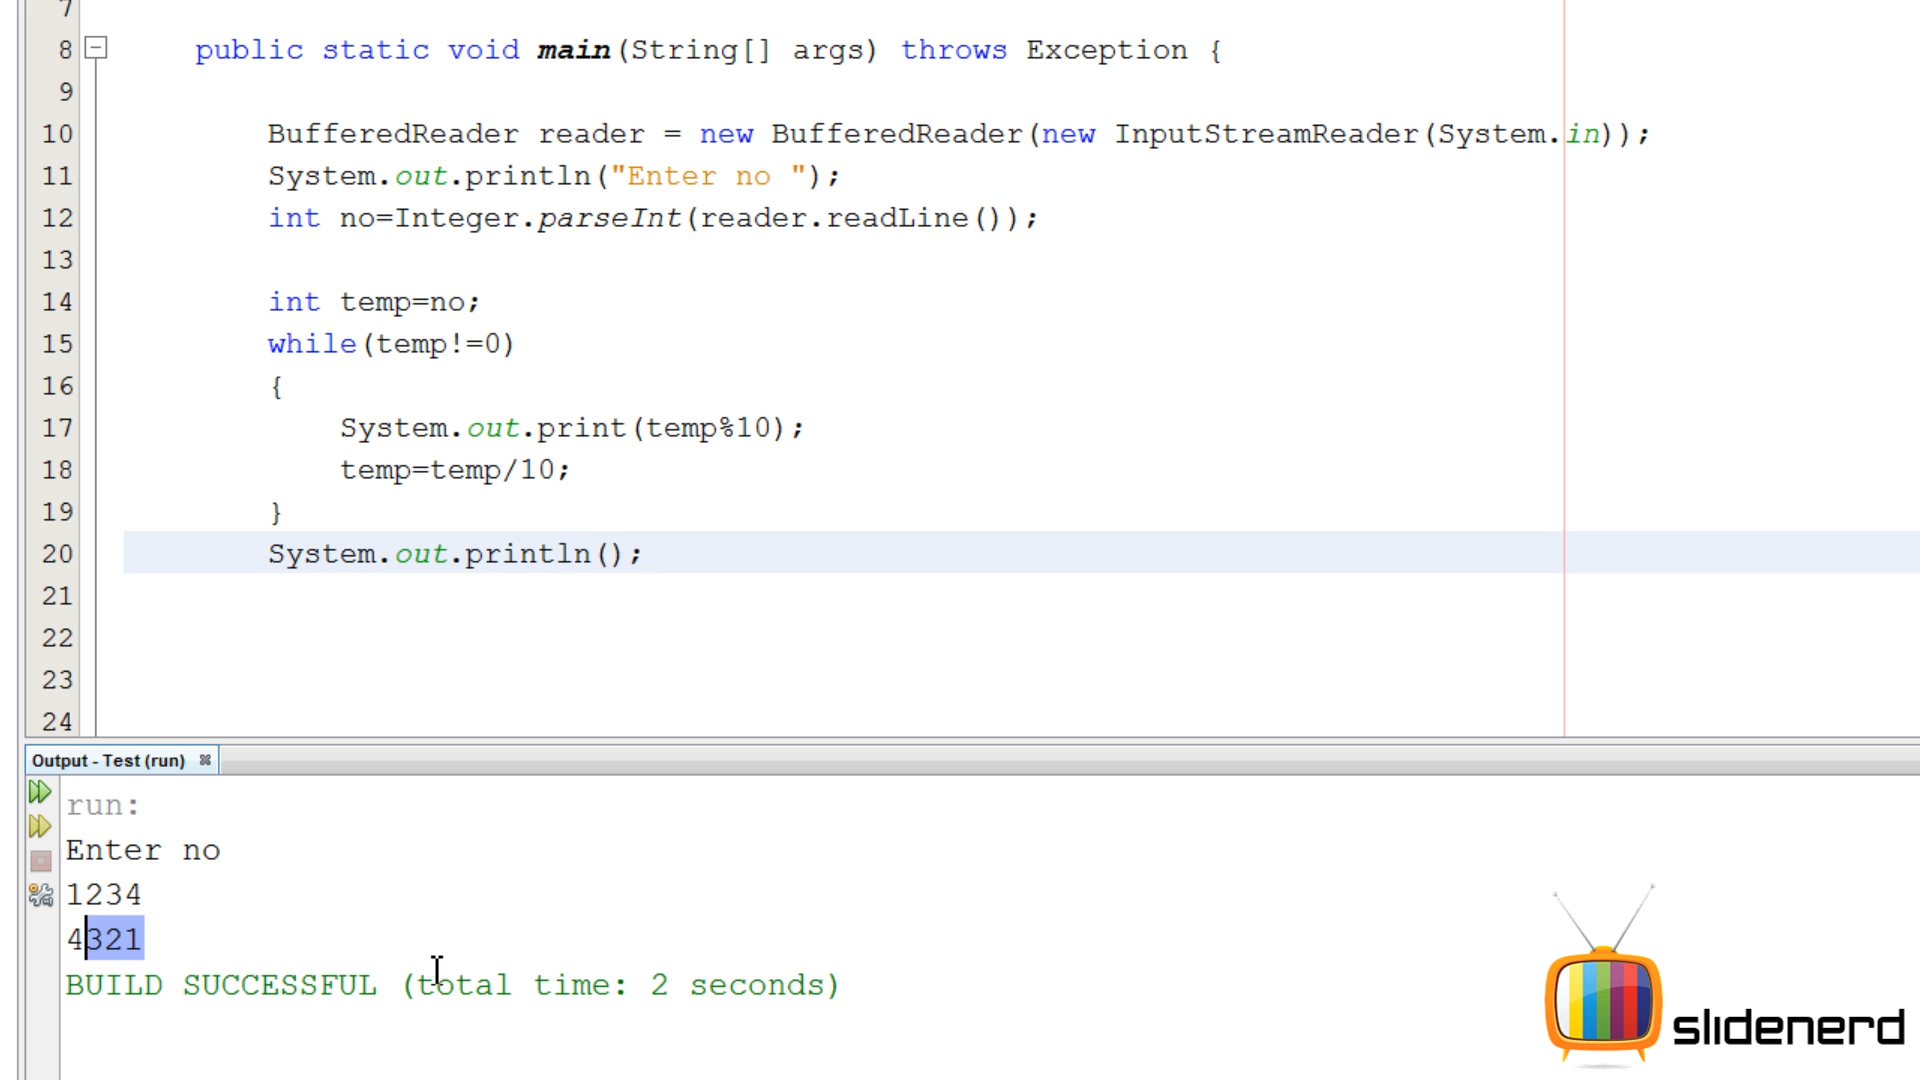 7
8 public static void main(String[] args) throws Exception {
9
10 BufferedReader reader = new BufferedReader(new InputStreamReader(System.in));
11 System.out.println("Enter no ");
12 int no=Integer.parseInt(reader.readLine());
13
14 int temp=no;
15 while(temp!=0)
16 {
17 System.out.print(temp%10);
18 temp=temp/10;
19 }
20 System.out.println();
21
22
23
24
Output - Test (run)
run:
Enter no
1234
4321
BUILD SUCCESSFUL (total time: 2 seconds)
slidenerd